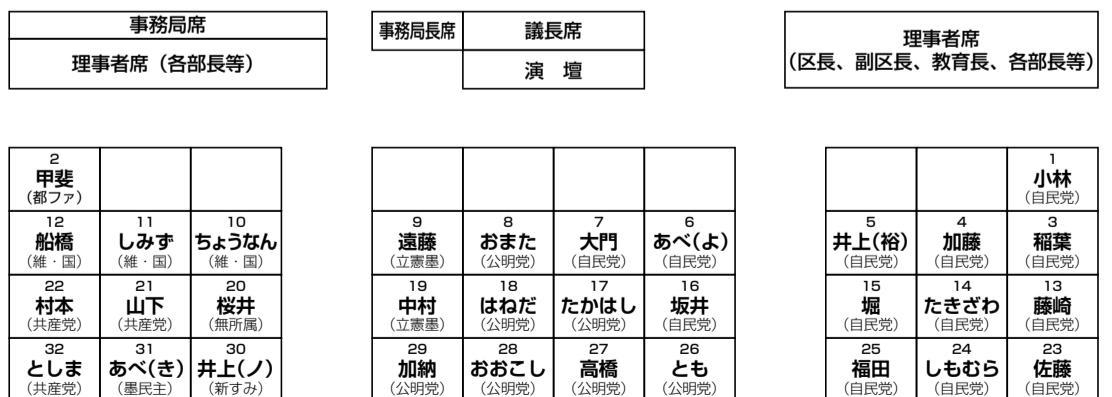 事務局席
理事者席（各部長等）
事務局長席
議長席
演　壇
理事者席
（区長、副区長、教育長、各部長等）
2
甲斐
（都ファ）
1
小林
（自民党）
12 11 10
船橋 しみず ちょうなん
（維・国） （維・国） （維・国）
9 8 7 6
遠藤 おまた 大門 あべ（よ）
（立憲墨） （公明党） （自民党） （自民党）
5 4 3
井上（裕） 加藤 稲葉
（自民党） （自民党） （自民党）
22 21 20
村本 山下 桜井
（共産党） （共産党） （無所属）
19 18 17 16
中村 はねだ たかはし 坂井
（立憲墨） （公明党） （公明党） （自民党）
15 14 13
堀 たきざわ 藤崎
（自民党） （自民党） （自民党）
32 31 30
としま あべ（き） 井上（ノ）
（共産党） （墨民主） （新すみ）
29 28 27 26
加納 おおこし 高橋 とも
（公明党） （公明党） （公明党） （公明党）
25 24 23
福田 しもむら 佐藤
（自民党） （自民党） （自民党）